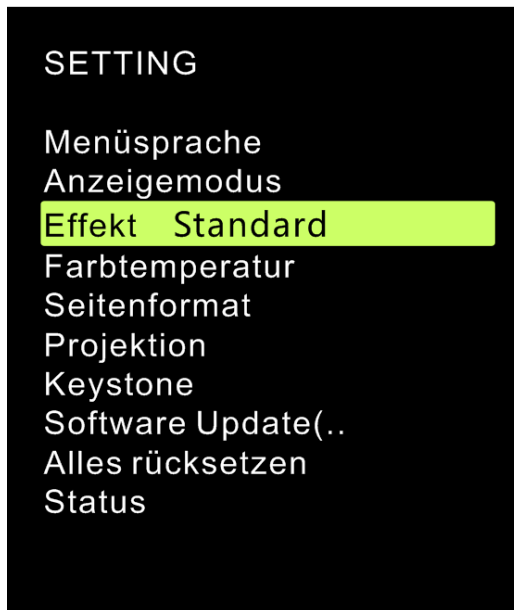 SETTING
Menüsprache
Anzeigemodus
Effekt Standard
Farbtemperatur
Seitenformat
Projektion
Keystone
Software Update(..
Alles rücksetzen
Status